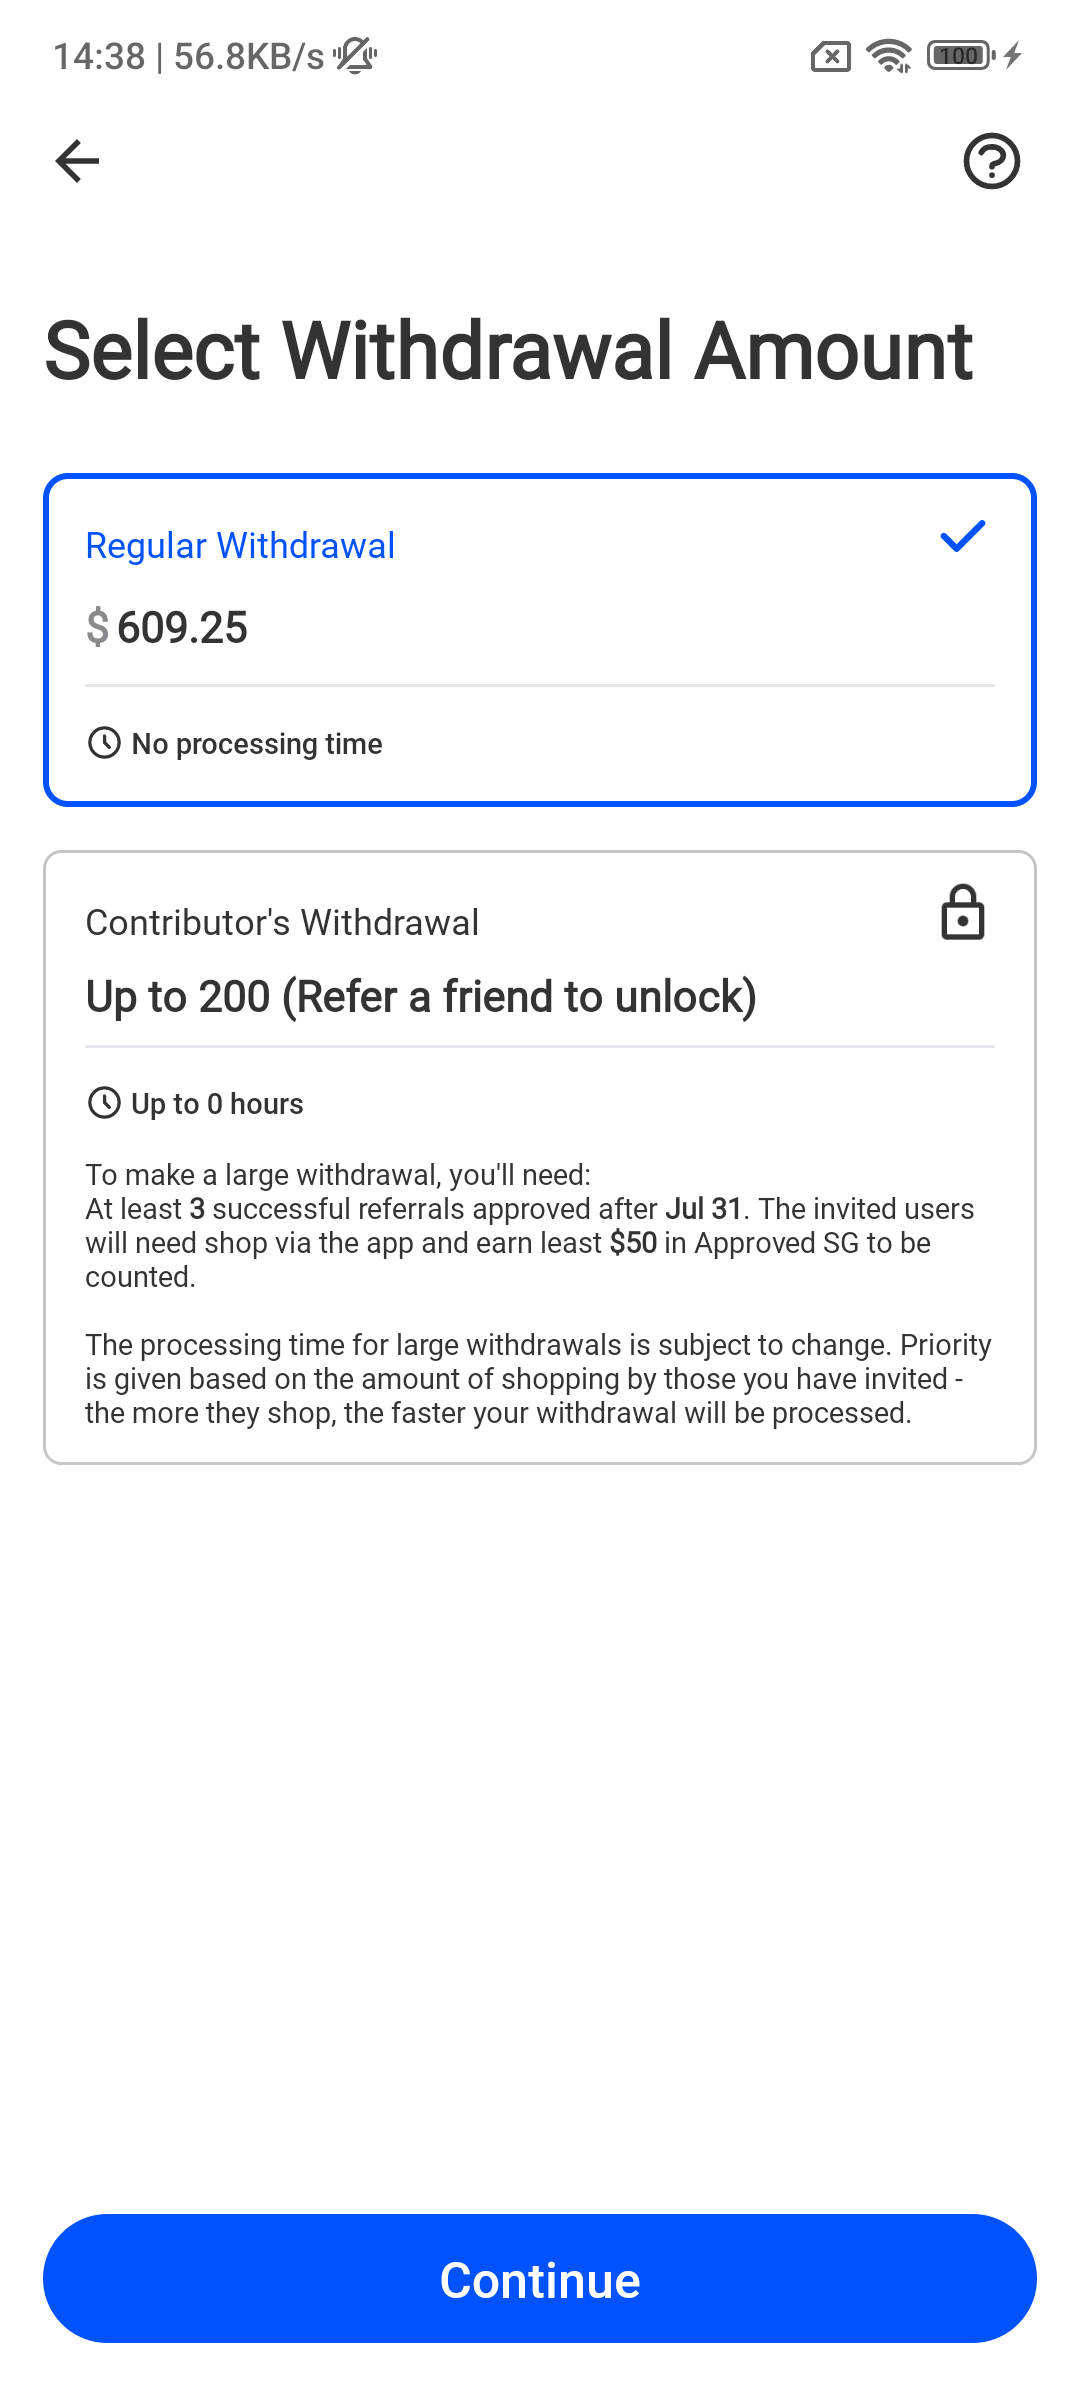 14:38 | 56.8KB/s
100
Select Withdrawal Amount
Regular Withdrawal
$ 609.25
No processing time
Contributor's Withdrawal
Up to 200 (Refer a friend to unlock)
Up to 0 hours
To make a large withdrawal, you'll need:
At least 3 successful referrals approved after Jul 31. The invited users
will need shop via the app and earn least $50 in Approved SG to be
counted.
The processing time for large withdrawals is subject to change. Priority
is given based on the amount of shopping by those you have invited -
the more they shop, the faster your withdrawal will be processed.
Continue